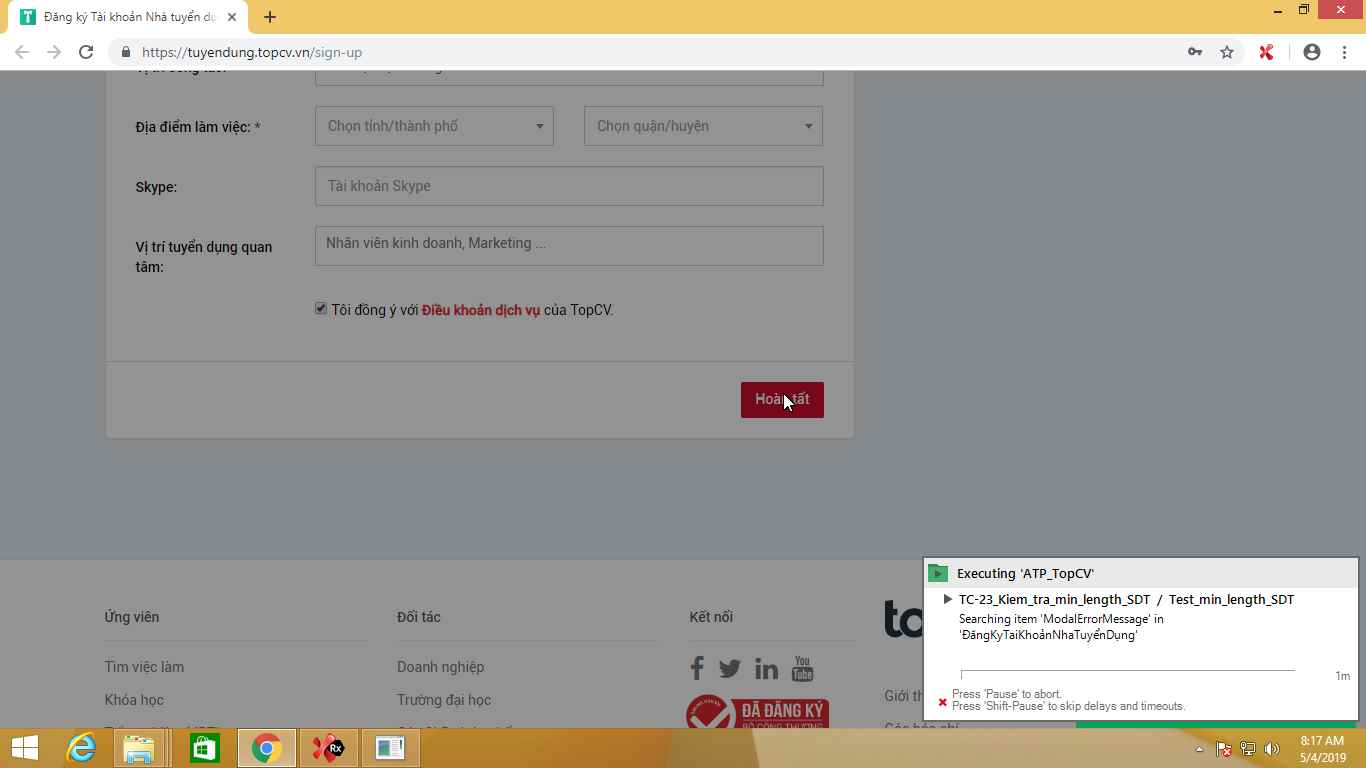 Đăng ký Tài khoản Nhà tuyển dụ
https://tuyendung.topcv.vn/sign-up
Địa điểm làm việc: *
Chọn tỉnh/thành phố
Chọn quận/huyện
Skype:
Tài khoản Skype
Vị trí tuyển dụng quan
tâm:
Nhân viên kinh doanh, Marketing ...
Tôi đồng ý với Điều khoản dịch vụ của TopCV.
Hoàn tất
Ứng viên
Đối tác
Kết nối
Tìm việc làm
Doanh nghiệp
You
Tube
Khóa học
Trường đại học
ĐÃ ĐĂNG KÝ
BỘ CÔNG THƯƠNG
Giới th
Executing 'ATP_TopCV'
TC-23_Kiem_tra_min_length_SDT / Test_min_length_SDT
Searching item 'ModalErrorMessage' in
'ĐăngKyTaiKhoảnNhaTuyểnDụng'
1m
Press 'Pause' to abort.
Press 'Shift-Pause' to skip delays and timeouts.
Rx
8:17 AM
5/4/2019